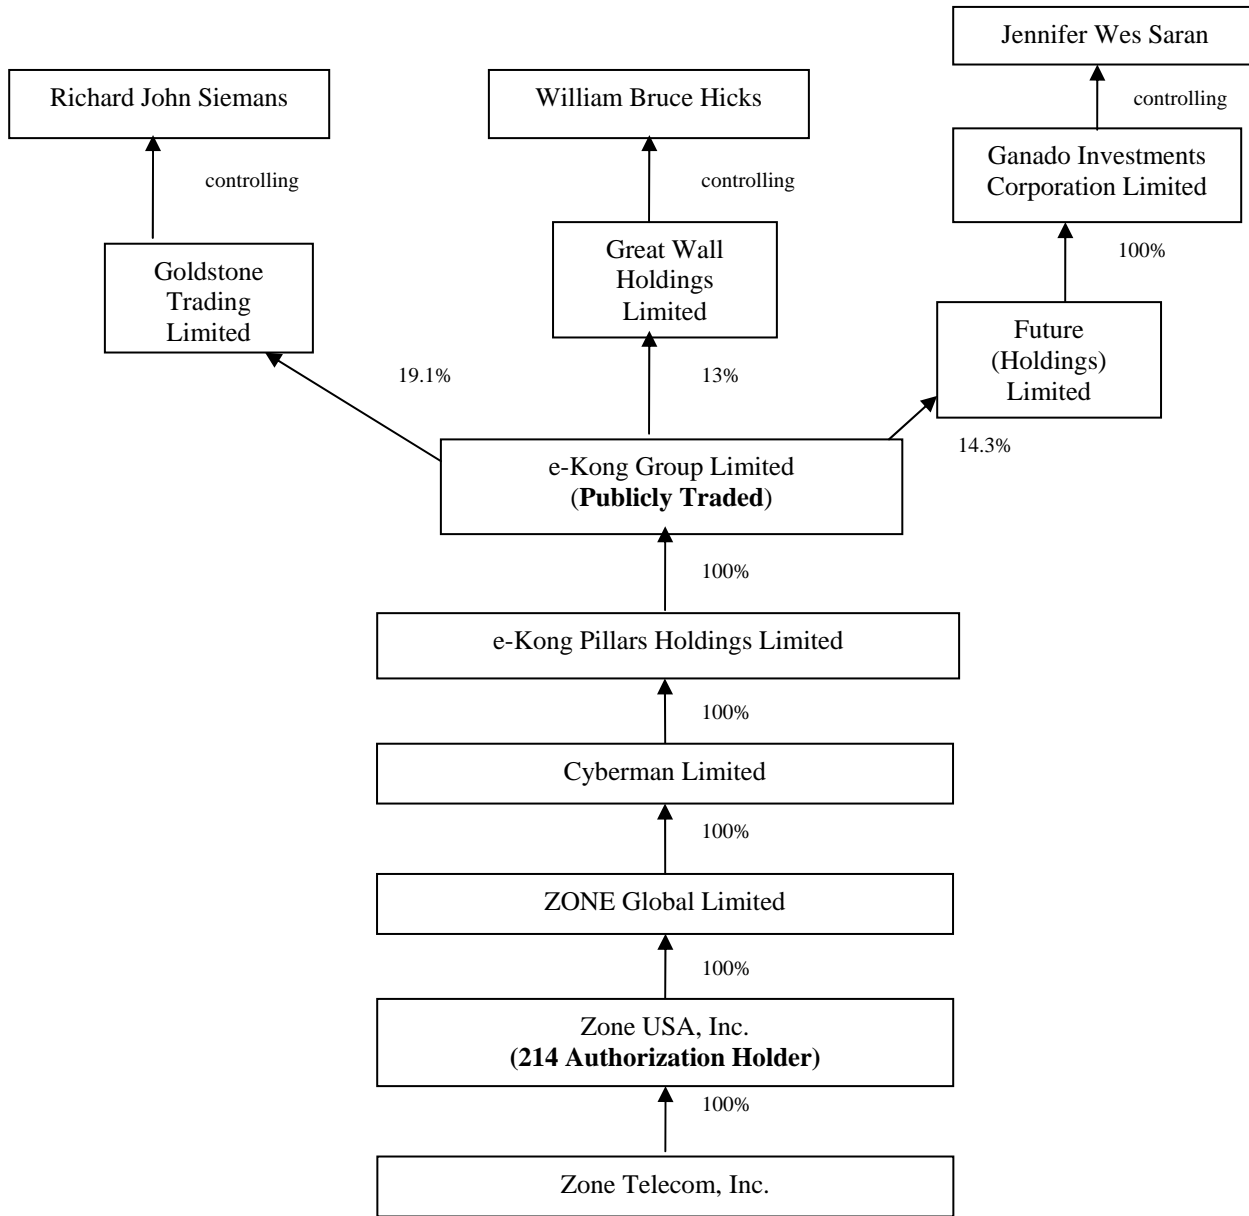 Jennifer Wes Saran
Richard John Siemans
William Bruce Hicks
controlling
Ganado Investments
Corporation Limited
controlling
controlling
Great Wall
Holdings
Limited
100%
Goldstone
Trading
Limited
Future
(Holdings)
Limited
19.1%
13%
14.3%
e-Kong Group Limited
(Publicly Traded)
100%
e-Kong Pillars Holdings Limited
100%
Cyberman Limited
100%
ZONE Global Limited
100%
Zone USA, Inc.
(214 Authorization Holder)
100%
Zone Telecom, Inc.